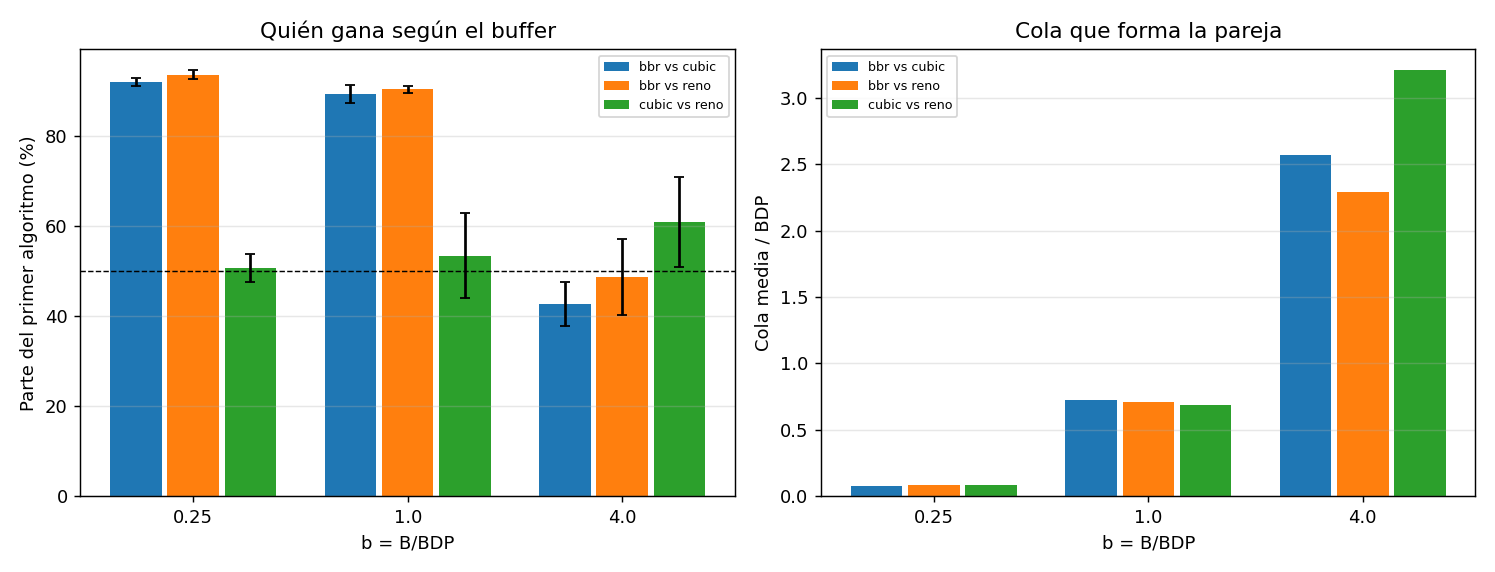 Quién gana según el buffer
Parte del primer algoritmo (%)
80
60
40
20
0
bbr vs cubic
bbr vs reno
cubic vs reno
0.25
1.0
4.0
b = B/BDP
Cola que forma la pareja
Cola media / BDP
3.0
2.5
2.0
1.5
1.0
0.5
0.0
bbr vs cubic
bbr vs reno
cubic vs reno
0.25
1.0
4.0
b = B/BDP